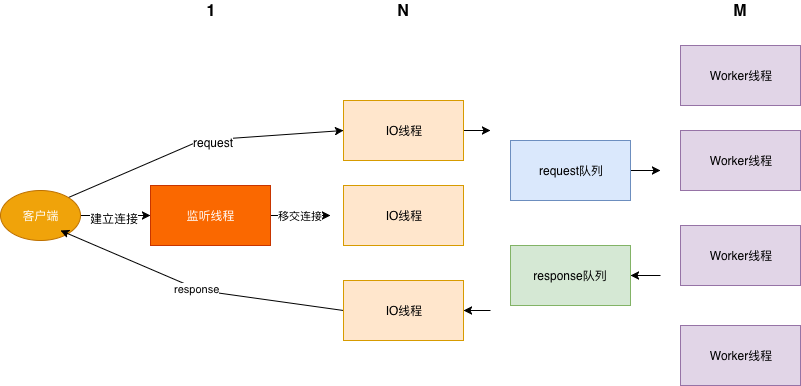 1
N
M
Worker线程
request
IO线程
request队列
Worker线程
客户端
建立连接
监听线程
移交连接
IO线程
response队列
Worker线程
response
IO线程
Worker线程